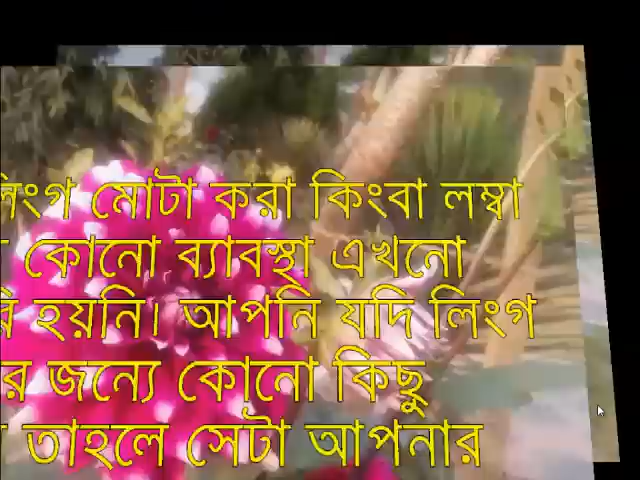 লিংগ মোটা করা কিংবা লম্বা
কোনো ব্যাবস্থা এখনো
হয়নি। আপনি যদি লিংগ
জন্যে কোনো কিছু
তাহলে সেটা আপনার